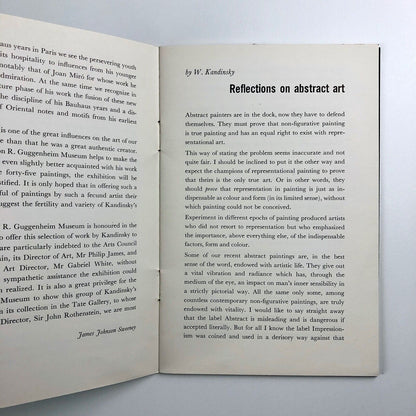 aus years in Paris we see the persevering youth
its hospitality to influences from his younger
notably that of Joan Miró for whose work he
dmiration. At the same time we recognize in
ture phase of his work the fusion of these new
the discipline of his Bauhaus years and a dis-
of Oriental notes and motifs from his earliest
is one of the great influences on the art of
ore than that he was a great authentic creator.
n R. Guggenheim Museum helps to make the
even slightly better acquainted with his work
forty-five paintings, the exhibition will be
tified. It is only hoped that in offering such a
ful of paintings by such a fecund artist their
uggest the fertility and variety of Kandinsky's
R. Guggenheim Museum is honoured in the
o offer this selection of work by Kandinsky to
are particularly indebted to the Arts Council
ain, its Director of Art, Mr Philip James, and
Art Director, Mr Gabriel White, without
sympathetic assistance the exhibition could
n realized. It is also a great privilege for the
Museum to show this group of Kandinsky's
n its collection in the Tate Gallery, to whose
Director, Sir John Rothenstein, we are most
James Johnson Sweeney
by W. Kandinsky
Reflections on abstract art
Abstract painters are in the dock, now they have to defend
themselves. They must prove that non-figurative painting
is true painting and has an equal right to exist with repre-
sentational art.
This way of stating the problem seems inaccurate and not
quite fair. I should be inclined to put it the other way and
expect the champions of representational painting to prove
that theirs is the only true art. Or in other words, they
should prove that representation in painting is just as in-
dispensable as colour and form (in its limited sense), without
which painting could not be conceived.
Experiment in different epochs of painting produced artists
who did not resort to representation but who emphasised
the importance, above everything else, of the indispensable
factors, form and colour.
Some of our recent abstract paintings are, in the best
sense of the word, endowed with artistic life. They give out
a vital vibration and radiance which has, through the
medium of the eye, an impact on man's inner sensibility in
a strictly pictorial way. All the same only some, among
countless contemporary non-figurative paintings, are truly
endowed with vitality. I would like to say straight away
that the label Abstract is misleading and is dangerous if
accepted literally. But for all I know the label Impression-
ism was coined and used in a derisory way against that